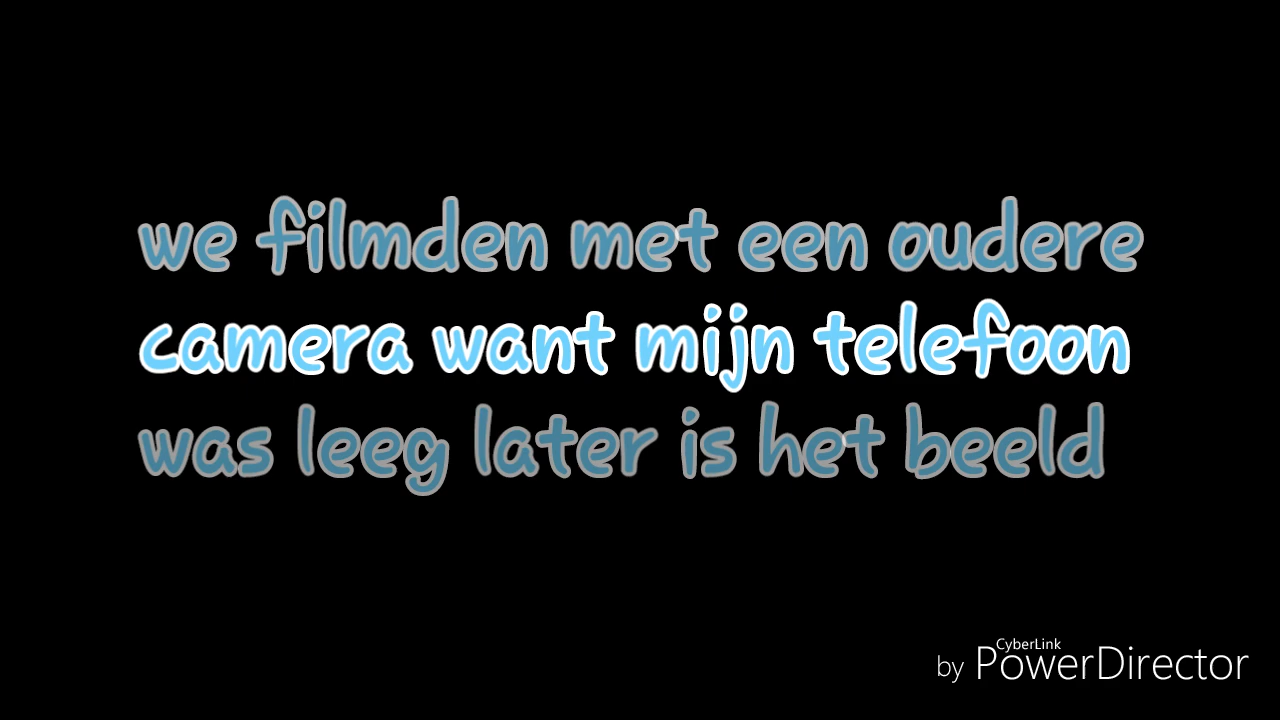 we filmden met een oudere
camera want mijn telefoon
was leeg later is het beeld
CyberLink
by PowerDirector